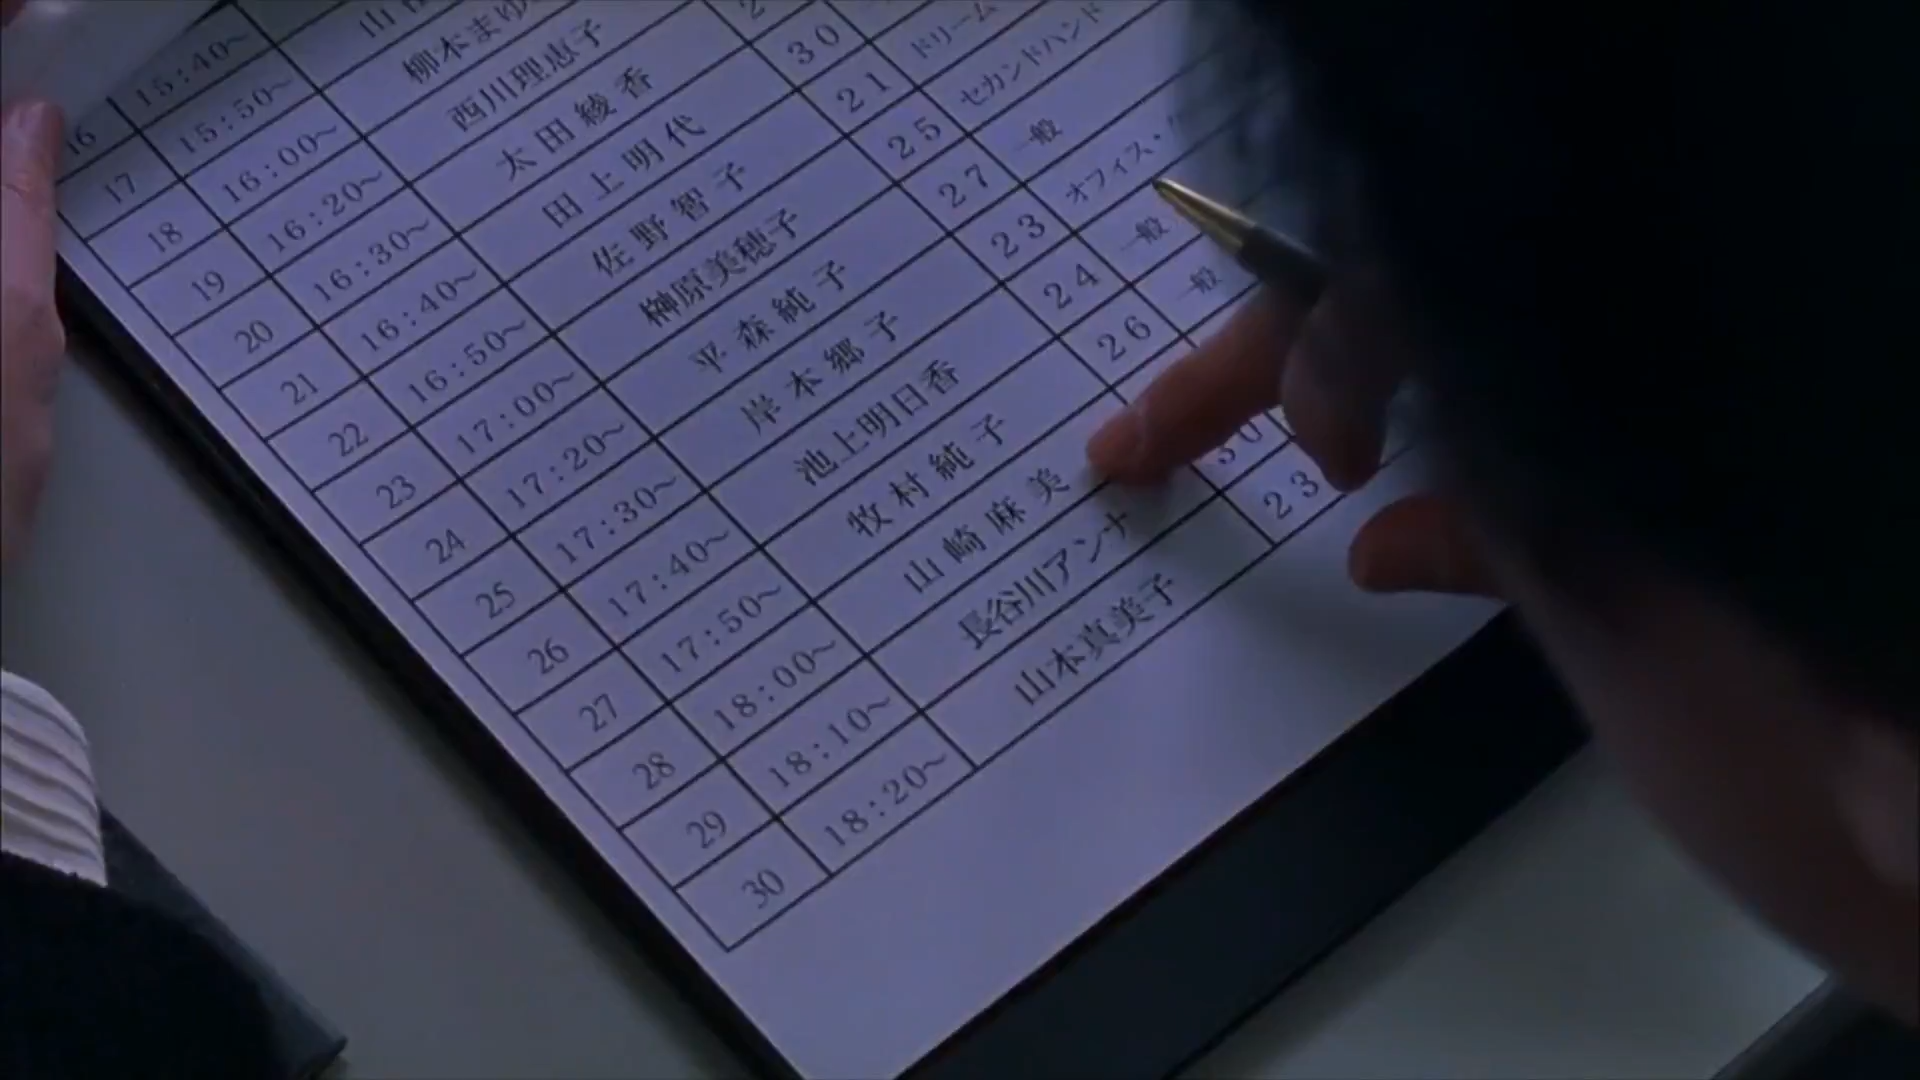 16 15:40~
17 15:50~ 山
18 16:00~ 柳本まゆ
19 16:20~ 西川理恵子
20 16:30~ 太田綾香 2
21 16:40~ 田上明代 30
22 16:50~ 佐野智子 21 ドリーム
23 17:00~ 榊原美穂子 25 セカンドハンド
24 17:20~ 平森純子 27 一般
25 17:30~ 岸本郷子 23 オフィス・
26 17:40~ 池上明日香 24 一般
27 17:50~ 牧村純子 26 一般
28 18:00~ 山崎麻美
29 18:10~ 長谷川アンナ 30
30 18:20~ 山本真美子 23